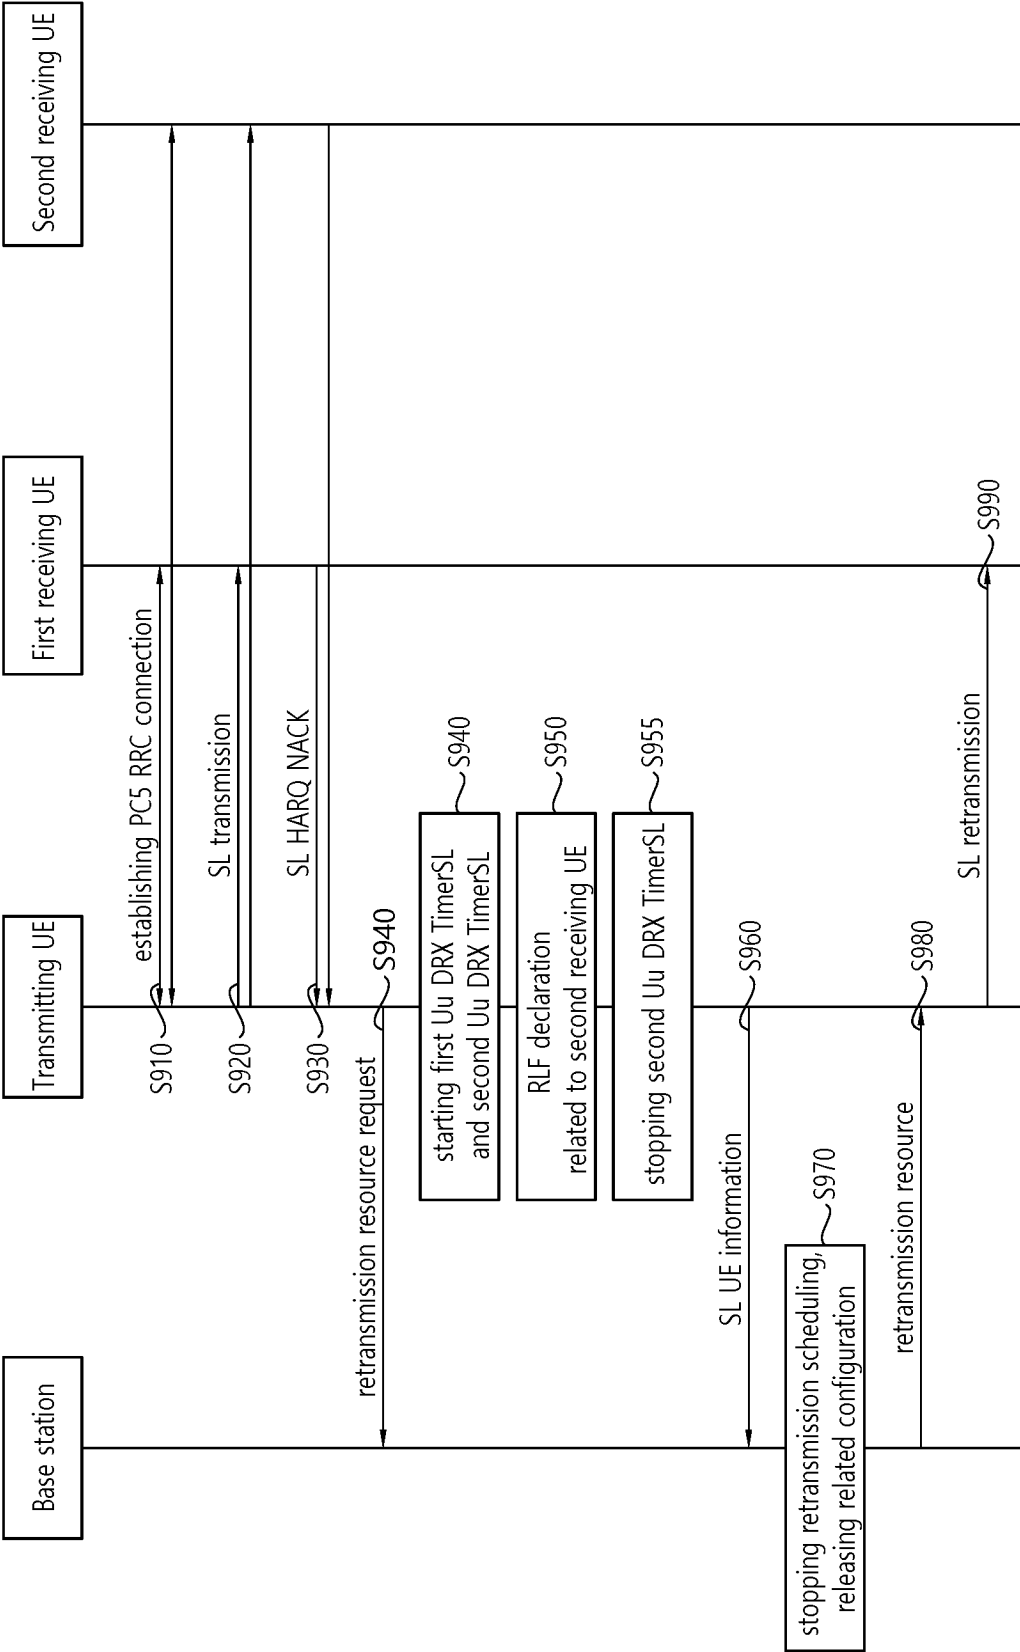 Base station
Transmitting UE
First receiving UE
Second receiving UE
establishing PC5 RRC connection
S910
SL transmission
S920
SL HARQ NACK
S930
retransmission resource request
S940
starting first Uu DRX TimerSL
and second Uu DRX TimerSL
S940
RLF declaration
related to second receiving UE
S950
stopping second Uu DRX TimerSL
S955
SL UE information
S960
stopping retransmission scheduling,
releasing related configuration
S970
retransmission resource
S980
SL retransmission
S990